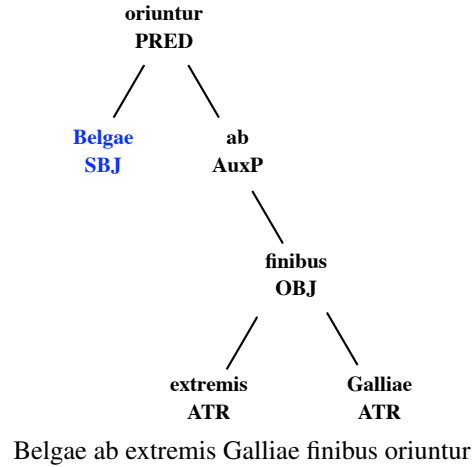 oriuntur
PRED
Belgae ab
SBJ AuxP
finibus
OBJ
extremis Galliae
ATR ATR
Belgae ab extremis Galliae finibus oriuntur